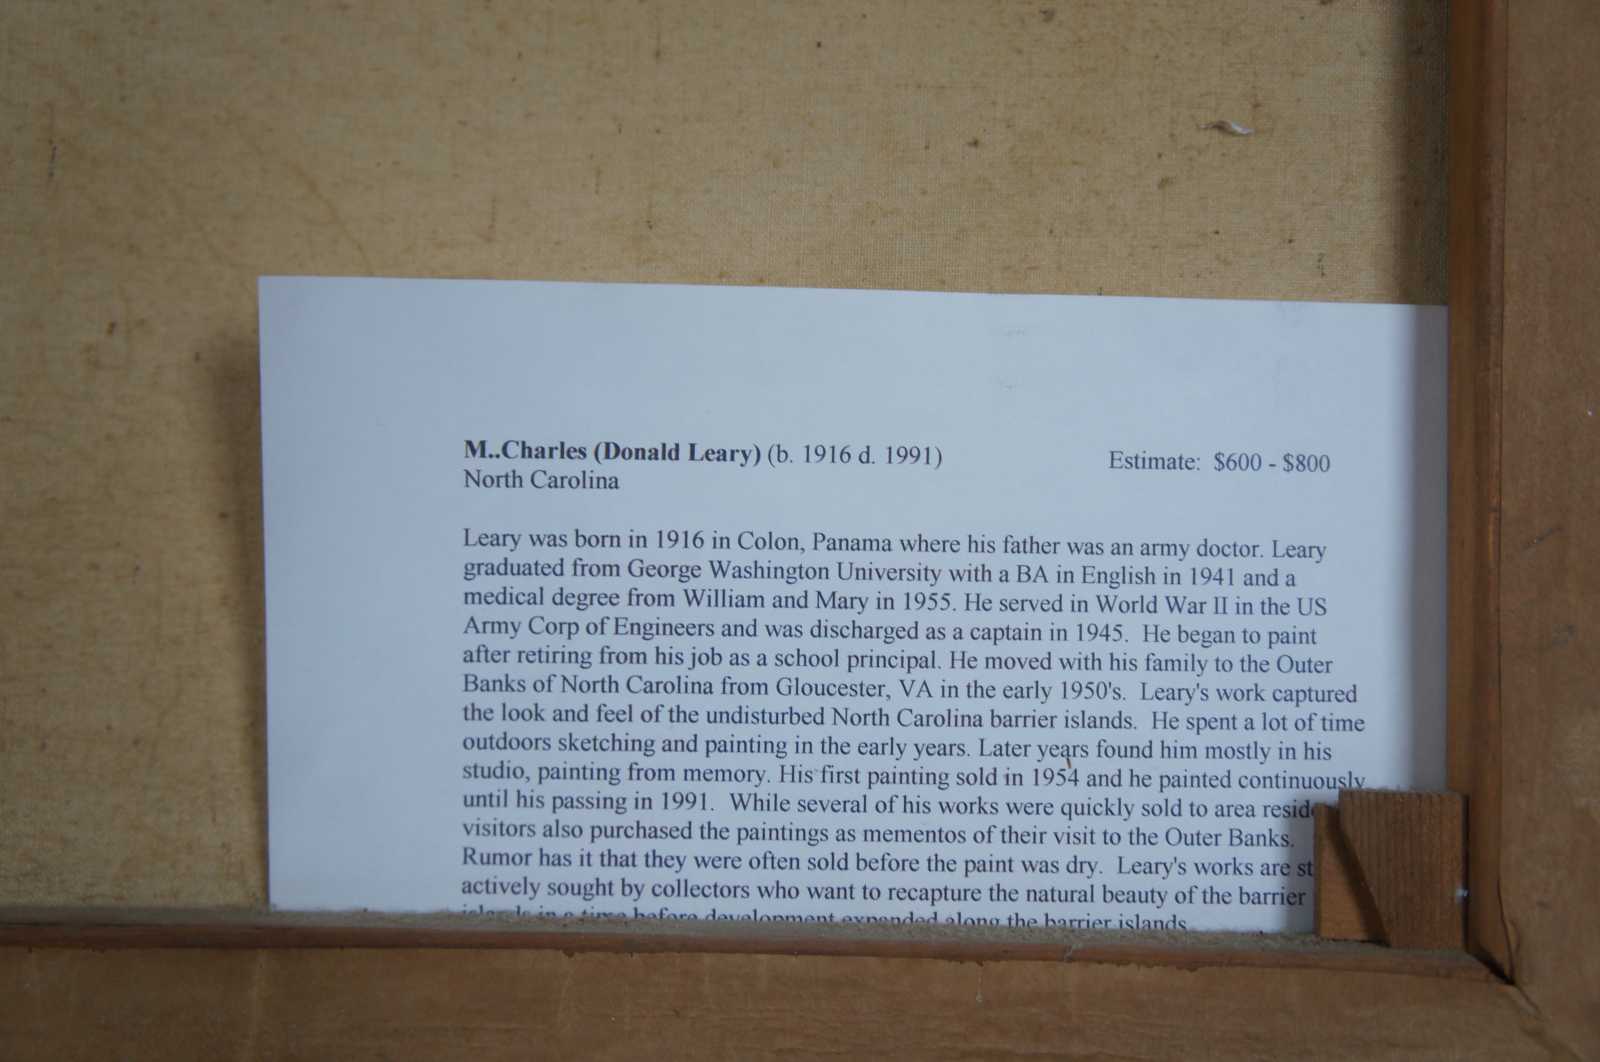 M..Charles (Donald Leary) (b. 1916 d. 1991) Estimate: $600 - $800
North Carolina
Leary was born in 1916 in Colon, Panama where his father was an army doctor. Leary
graduated from George Washington University with a BA in English in 1941 and a
medical degree from William and Mary in 1955. He served in World War II in the US
Army Corp of Engineers and was discharged as a captain in 1945. He began to paint
after retiring from his job as a school principal. He moved with his family to the Outer
Banks of North Carolina from Gloucester, VA in the early 1950's. Leary's work captured
the look and feel of the undisturbed North Carolina barrier islands. He spent a lot of time
outdoors sketching and painting in the early years. Later years found him mostly in his
studio, painting from memory. His first painting sold in 1954 and he painted continuously
until his passing in 1991. While several of his works were quickly sold to area
visitors also purchased the paintings as mementos of their visit to the Outer Banks.
Rumor has it that they were often sold before the paint was dry. Leary's works are
actively sought by collectors who want to recapture the natural beauty of the barrier
islands in a time before development expanded along the barrier islands.